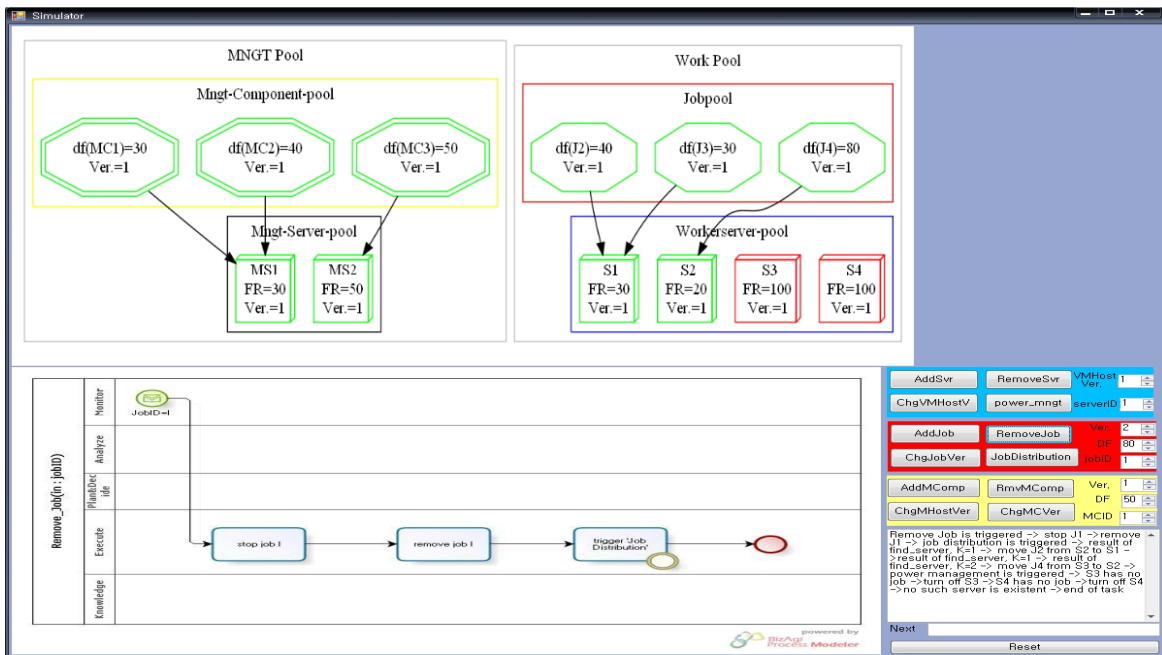 Simulator
MNGT Pool
Mngt-Component-pool
df(MC1)=30
Ver.=1
df(MC2)=40
Ver.=1
df(MC3)=50
Ver.=1
Mngt-Server-pool
MS1
FR=30
Ver.=1
MS2
FR=50
Ver.=1
Work Pool
Jobpool
df(J2)=40
Ver.=1
df(J3)=30
Ver.=1
df(J4)=80
Ver.=1
Workerserver-pool
S1
FR=30
Ver.=1
S2
FR=20
Ver.=1
S3
FR=100
Ver.=1
S4
FR=100
Ver.=1
Remove_Job(in : jobID)
Monitor
Analyze
Plan&Dec
ide
Execute
Knowledge
JobID=I
stop job I
remove job I
trigger 'Job
Distribution'
powered by
BizAgi
Process Modeler
AddSvr
RemoveSvr
VMHost
Ver,
1
ChgVMHostV
power_mngt
serverID
1
AddJob
RemoveJob
Ver,
2
DF
80
ChgJobVer
JobDistribution
jobID
1
AddMComp
RmvMComp
Ver,
1
DF
50
ChgMHostVer
ChgMCVer
MCID
1
Remove Job is triggered -> stop J1 ->remove
J1 -> job distribution is triggered -> result of
find_server, K=1 -> move J2 from S2 to S1 -
>result of find_server, K=1 -> result of
find_server, K=2 -> move J4 from S3 to S2 ->
power management is triggered -> S3 has no
job ->turn off S3 ->S4 has no job ->turn off S4
->no such server is existent ->end of task
Next
Reset